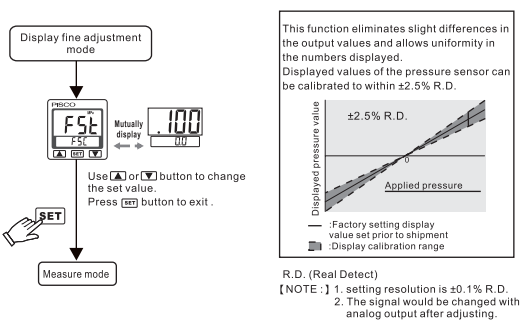 Display fine adjustment
mode
PISCO
FSt
FSC
SET
Mutually
display
.100
0.0
Use ▲ or ▼ button to change
the set value.
Press SET button to exit .
SET
Measure mode
This function eliminates slight differences in
the output values and allows uniformity in
the numbers displayed.
Displayed values of the pressure sensor can
be calibrated to within ±2.5% R.D.
Displayed pressure value
±2.5% R.D.
0
Applied pressure
:Factory setting display
value set prior to shipment
:Display calibration range
R.D. (Real Detect)
【NOTE :】 1. setting resolution is ±0.1% R.D.
2. The signal would be changed with
analog output after adjusting.